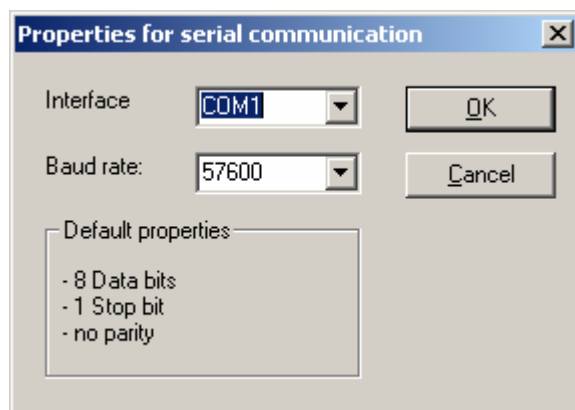 Properties for serial communication
Interface
COM1
OK
Baud rate:
57600
Cancel
Default properties
- 8 Data bits
- 1 Stop bit
- no parity